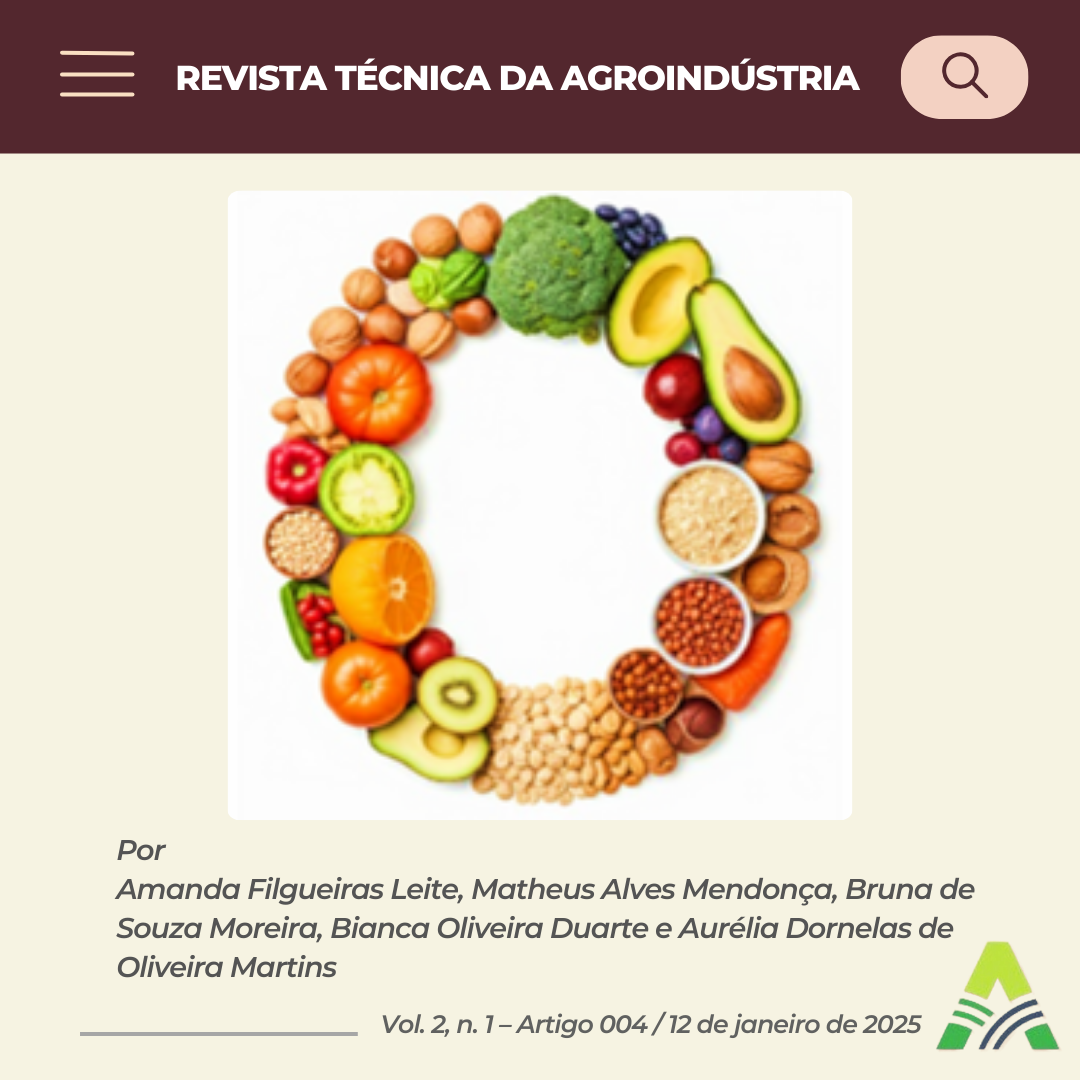 REVISTA TÉCNICA DA AGROINDÚSTRIA
Por
Amanda Filgueiras Leite, Matheus Alves Mendonça, Bruna de
Souza Moreira, Bianca Oliveira Duarte e Aurélia Dornelas de
Oliveira Martins
Vol. 2, n. 1 – Artigo 004 / 12 de janeiro de 2025